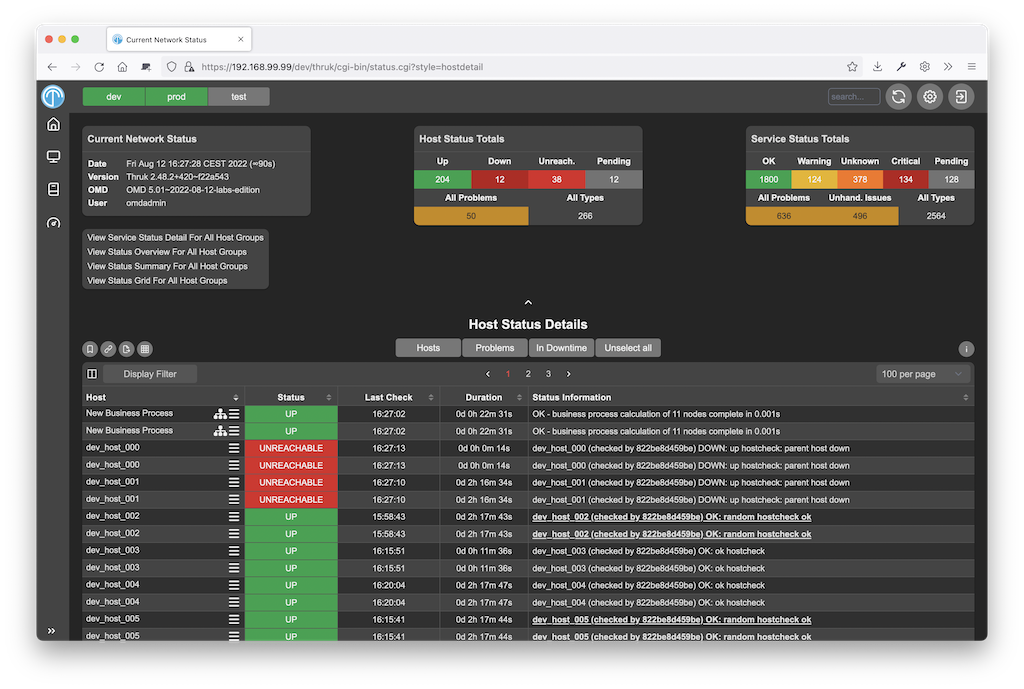 Current Network Status
https://192.168.99.99/dev/thruk/cgi-bin/status.cgi?style=hostdetail
dev prod test
search...
Current Network Status
Date Fri Aug 12 16:27:28 CEST 2022 (∞90s)
Version Thruk 2.48.2+420~f22a543
OMD OMD 5.01~2022-08-12-labs-edition
User omdadmin
Host Status Totals
Up Down Unreach. Pending
204 12 38 12
All Problems All Types
50 266
Service Status Totals
OK Warning Unknown Critical Pending
1800 124 378 134 128
All Problems Unhand. Issues All Types
636 496 2564
View Service Status Detail For All Host Groups
View Status Overview For All Host Groups
View Status Summary For All Host Groups
View Status Grid For All Host Groups
Host Status Details
Hosts Problems In Downtime Unselect all
Display Filter
1 2 3
100 per page
Host Status Last Check Duration Status Information
New Business Process UP 16:27:02 0d 0h 22m 31s OK - business process calculation of 11 nodes complete in 0.001s
New Business Process UP 16:27:02 0d 0h 22m 31s OK - business process calculation of 11 nodes complete in 0.001s
dev_host_000 UNREACHABLE 16:27:13 0d 0h 0m 14s dev_host_000 (checked by 822be8d459be) DOWN: up hostcheck: parent host down
dev_host_000 UNREACHABLE 16:27:13 0d 0h 0m 14s dev_host_000 (checked by 822be8d459be) DOWN: up hostcheck: parent host down
dev_host_001 UNREACHABLE 16:27:10 0d 2h 16m 34s dev_host_001 (checked by 822be8d459be) DOWN: up hostcheck: parent host down
dev_host_001 UNREACHABLE 16:27:10 0d 2h 16m 34s dev_host_001 (checked by 822be8d459be) DOWN: up hostcheck: parent host down
dev_host_002 UP 15:58:43 0d 2h 17m 43s dev_host_002 (checked by 822be8d459be) OK: random hostcheck ok
dev_host_002 UP 15:58:43 0d 2h 17m 43s dev_host_002 (checked by 822be8d459be) OK: random hostcheck ok
dev_host_003 UP 16:15:51 0d 0h 11m 36s dev_host_003 (checked by 822be8d459be) OK: ok hostcheck
dev_host_003 UP 16:15:51 0d 0h 11m 36s dev_host_003 (checked by 822be8d459be) OK: ok hostcheck
dev_host_004 UP 16:20:04 0d 2h 17m 47s dev_host_004 (checked by 822be8d459be) OK: ok hostcheck
dev_host_004 UP 16:20:04 0d 2h 17m 47s dev_host_004 (checked by 822be8d459be) OK: ok hostcheck
dev_host_005 UP 16:15:41 0d 2h 17m 44s dev_host_005 (checked by 822be8d459be) OK: random hostcheck ok
dev_host_005 UP 16:15:41 0d 2h 17m 44s dev_host_005 (checked by 822be8d459be) OK: random hostcheck ok